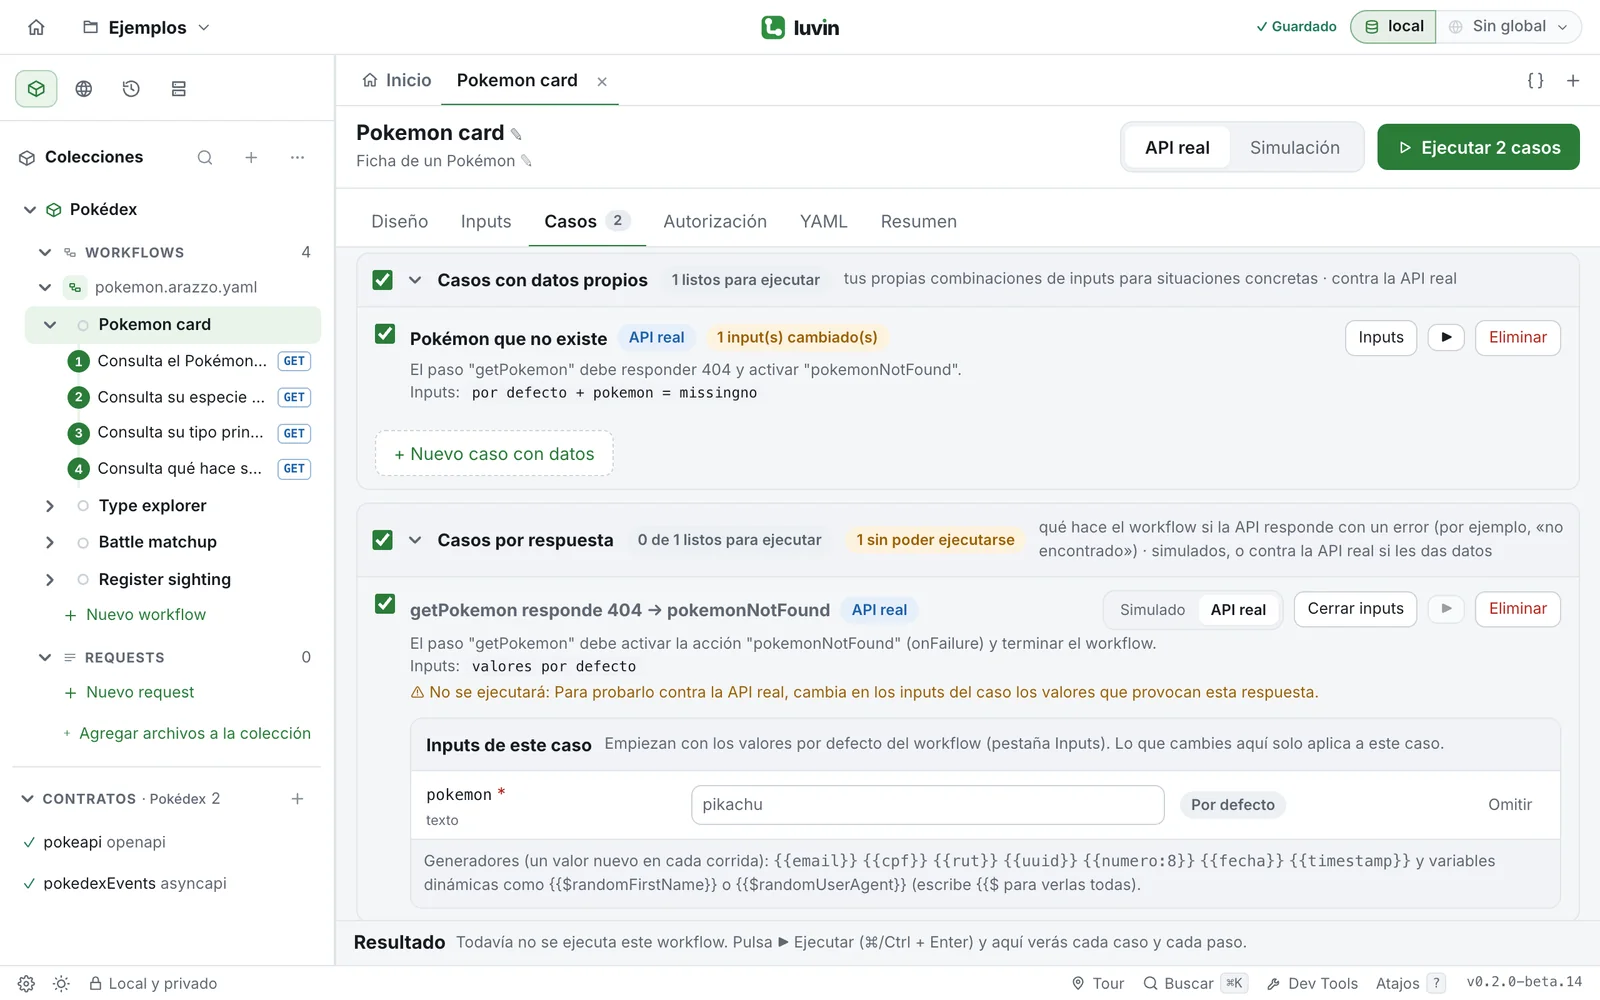 Ejemplos
luvin
Guardado
local
Sin global
Inicio
Pokemon card
Pokemon card
Ficha de un Pokémon
API real
Simulación
Ejecutar 2 casos
Diseño
Inputs
Casos 2
Autorización
YAML
Resumen
Colecciones
Pokédex
WORKFLOWS 4
pokemon.arazzo.yaml
Pokemon card
1 Consulta el Pokémon... GET
2 Consulta su especie ... GET
3 Consulta su tipo prin... GET
4 Consulta qué hace s... GET
Type explorer
Battle matchup
Register sighting
+ Nuevo workflow
REQUESTS 0
+ Nuevo request
+ Agregar archivos a la colección
CONTRATOS · Pokédex 2
pokeapi openapi
pokedexEvents asyncapi
Casos con datos propios 1 listos para ejecutar tus propias combinaciones de inputs para situaciones concretas · contra la API real
Pokémon que no existe API real 1 input(s) cambiado(s) Inputs Eliminar
El paso "getPokemon" debe responder 404 y activar "pokemonNotFound".
Inputs: por defecto + pokemon = missingno
+ Nuevo caso con datos
Casos por respuesta 0 de 1 listos para ejecutar 1 sin poder ejecutarse
qué hace el workflow si la API responde con un error (por ejemplo, «no
encontrado») · simulados, o contra la API real si les das datos
getPokemon responde 404 → pokemonNotFound API real Simulado API real Cerrar inputs Eliminar
El paso "getPokemon" debe activar la acción "pokemonNotFound" (onFailure) y terminar el workflow.
Inputs: valores por defecto
⚠ No se ejecutará: Para probarlo contra la API real, cambia en los inputs del caso los valores que provocan esta respuesta.
Inputs de este caso Empiezan con los valores por defecto del workflow (pestaña Inputs). Lo que cambies aquí solo aplica a este caso.
pokemon *
texto
pikachu
Por defecto
Omitir
Generadores (un valor nuevo en cada corrida): {{email}} {{cpf}} {{rut}} {{uuid}} {{numero:8}} {{fecha}} {{timestamp}} y variables
dinámicas como {{$randomFirstName}} o {{$randomUserAgent}} (escribe {{$ para verlas todas).
Resultado Todavía no se ejecuta este workflow. Pulsa ▶ Ejecutar (⌘/Ctrl + Enter) y aquí verás cada caso y cada paso.
Local y privado
Tour
Buscar ⌘K
Dev Tools
Atajos ?
v0.2.0-beta.14